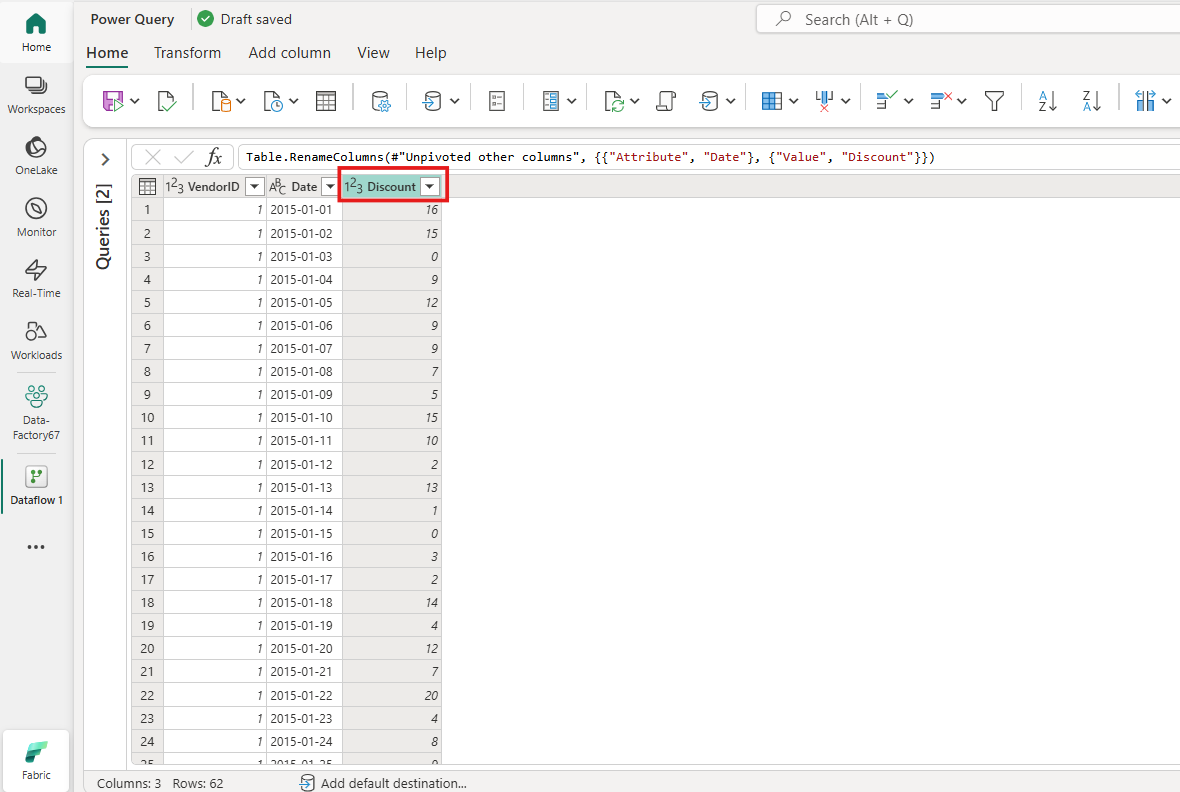 Power Query
Draft saved
Search (Alt + Q)
Home
Home Transform Add column View Help
Workspaces
OneLake
Monitor
Real-Time
Workloads
Data-
Factory67
Dataflow 1
Fabric
Queries [2]
fx Table.RenameColumns(#"Unpivoted other columns", {{"Attribute", "Date"}, {"Value", "Discount"}})
123 VendorID ABC Date 123 Discount
1 1 2015-01-01 16
2 1 2015-01-02 15
3 1 2015-01-03 0
4 1 2015-01-04 9
5 1 2015-01-05 12
6 1 2015-01-06 9
7 1 2015-01-07 9
8 1 2015-01-08 7
9 1 2015-01-09 5
10 1 2015-01-10 15
11 1 2015-01-11 10
12 1 2015-01-12 2
13 1 2015-01-13 13
14 1 2015-01-14 1
15 1 2015-01-15 0
16 1 2015-01-16 3
17 1 2015-01-17 2
18 1 2015-01-18 14
19 1 2015-01-19 4
20 1 2015-01-20 12
21 1 2015-01-21 7
22 1 2015-01-22 20
23 1 2015-01-23 4
24 1 2015-01-24 8
25 1 2015-01-25
Columns: 3 Rows: 62
Add default destination...